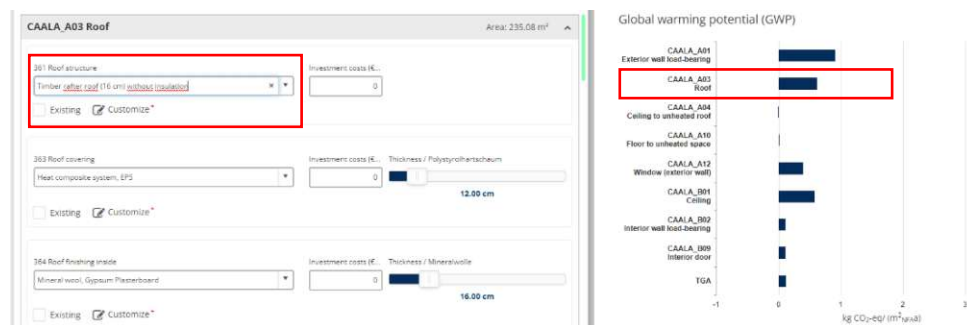 CAALA_A03 Roof
Area: 235.08 m²
361 Roof structure
Investment costs (€...
Timber rafter roof (16 cm) without insulation
0
Existing
Customize*
363 Roof covering
Investment costs (€...
Thickness / Polystyrolhartschaum
Heat composite system, EPS
0
12.00 cm
Existing
Customize*
364 Roof finishing inside
Investment costs (€...
Thickness / Mineralwolle
Mineral wool, Gypsum Plasterboard
0
16.00 cm
Existing
Customize*
Global warming potential (GWP)
CAALA_A01
Exterior wall load-bearing
CAALA_A03
Roof
CAALA_A04
Ceiling to unheated roof
CAALA_A10
Floor to unheated space
CAALA_A12
Window (exterior wall)
CAALA_B01
Ceiling
CAALA_B02
Interior wall load-bearing
CAALA_B09
Interior door
TGA
-1 0 1 2 3
kg CO₂-eq/ (m²NRFa)